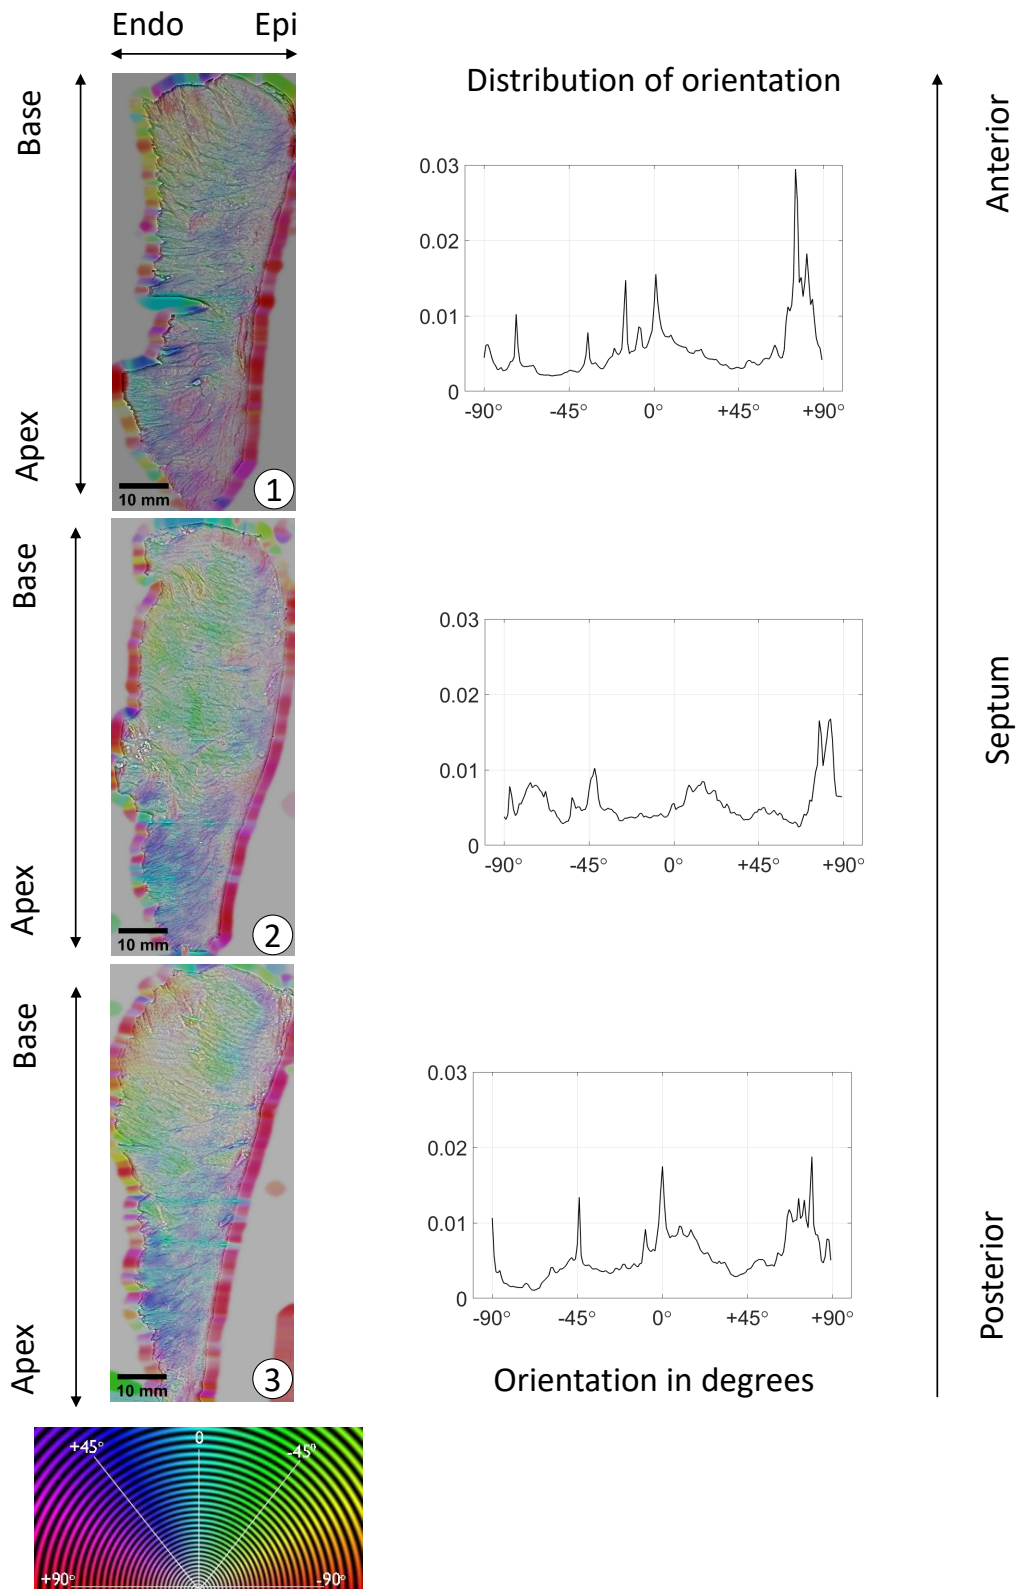 Endo Epi
Base
Apex
10 mm
1
Distribution of orientation
0.03
0.02
0.01
0
-90° -45° 0° +45° +90°
Anterior
Base
Apex
10 mm
2
0.03
0.02
0.01
0
-90° -45° 0° +45° +90°
Septum
Base
Apex
10 mm
3
0.03
0.02
0.01
0
-90° -45° 0° +45° +90°
Orientation in degrees
Posterior
+45° 0 -45°
+90° -90°